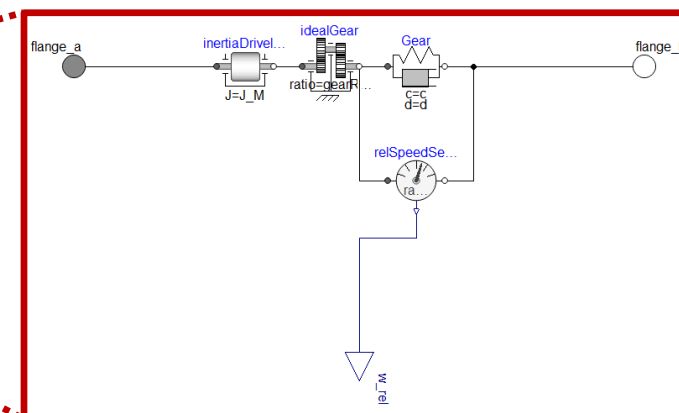 flange_a
inertiaDrivel...
J=J_M
idealGear
ratio=gearR...
Gear
c=c
d=d
flange_
relSpeedSe...
ra...
w_rel